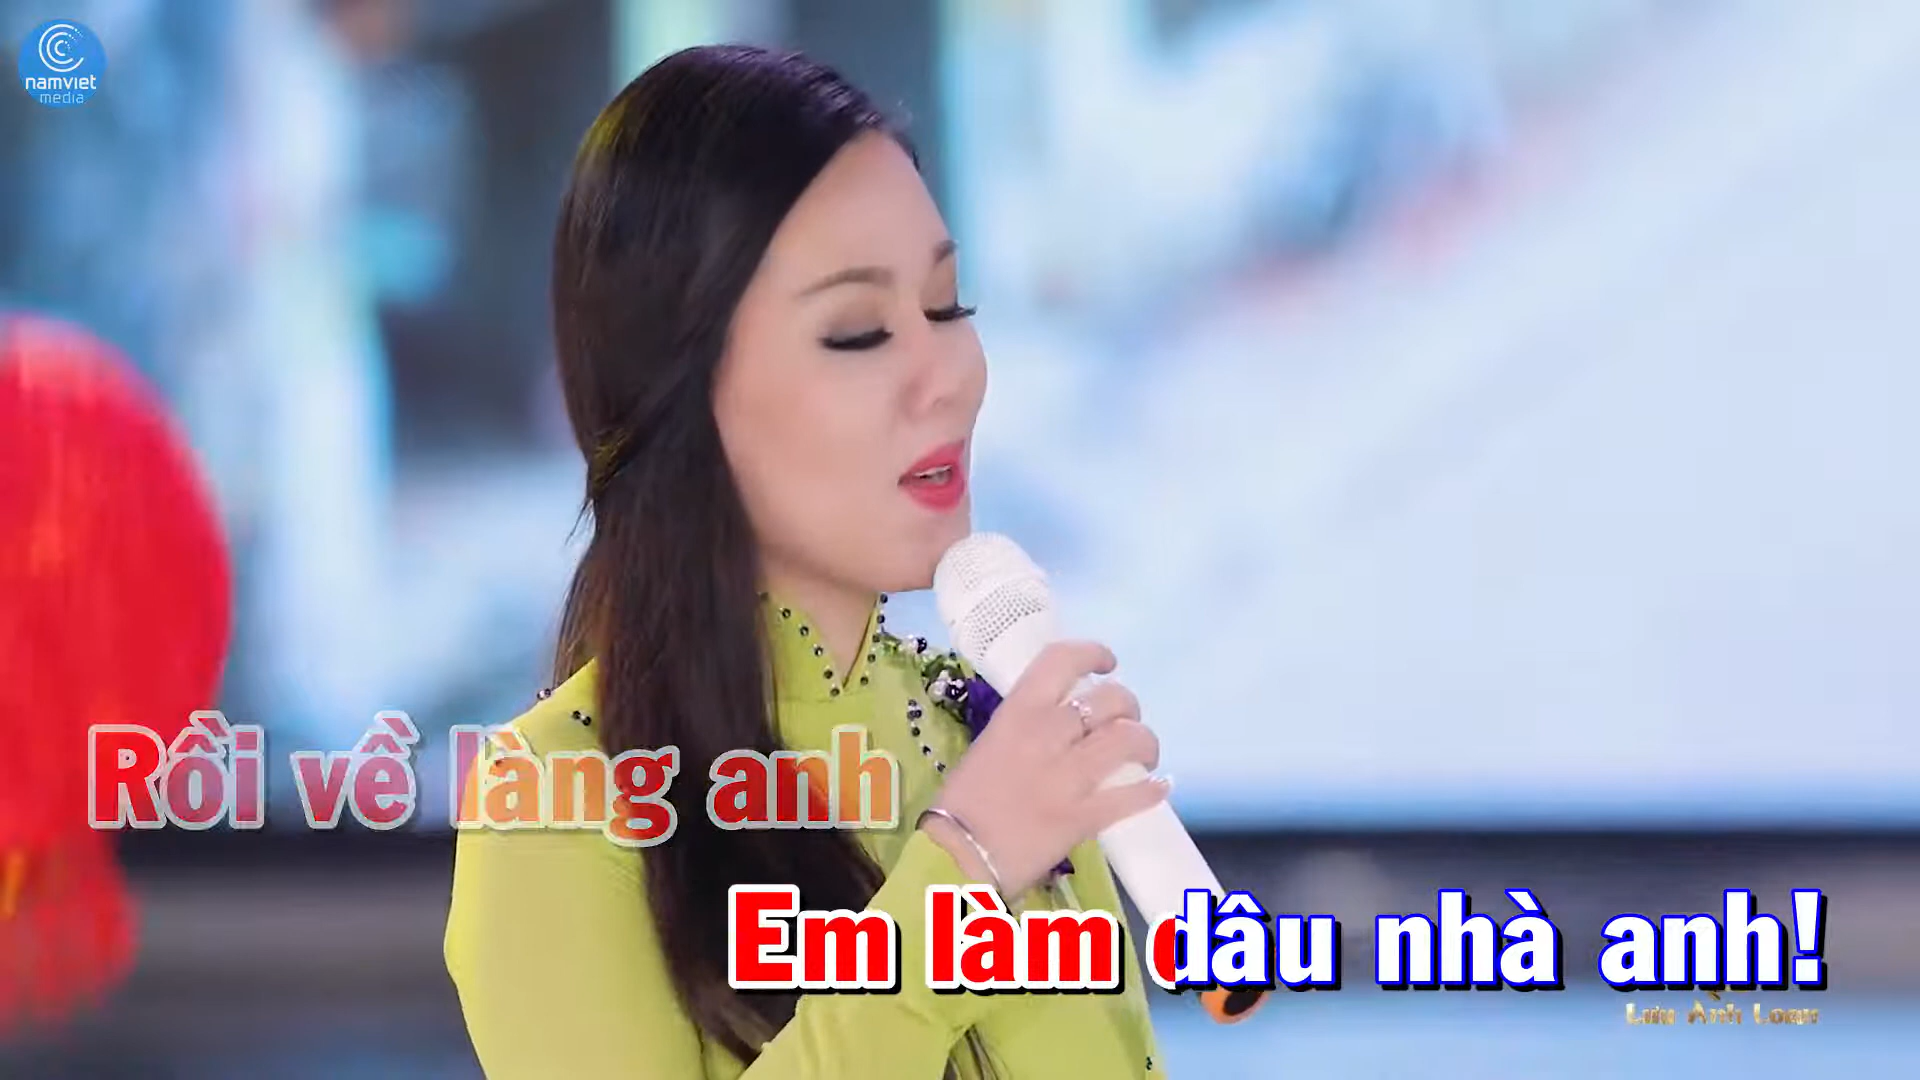 namviet
media
Rồi về làng anh
Em làm dâu nhà anh!
Lưu Ánh Loan